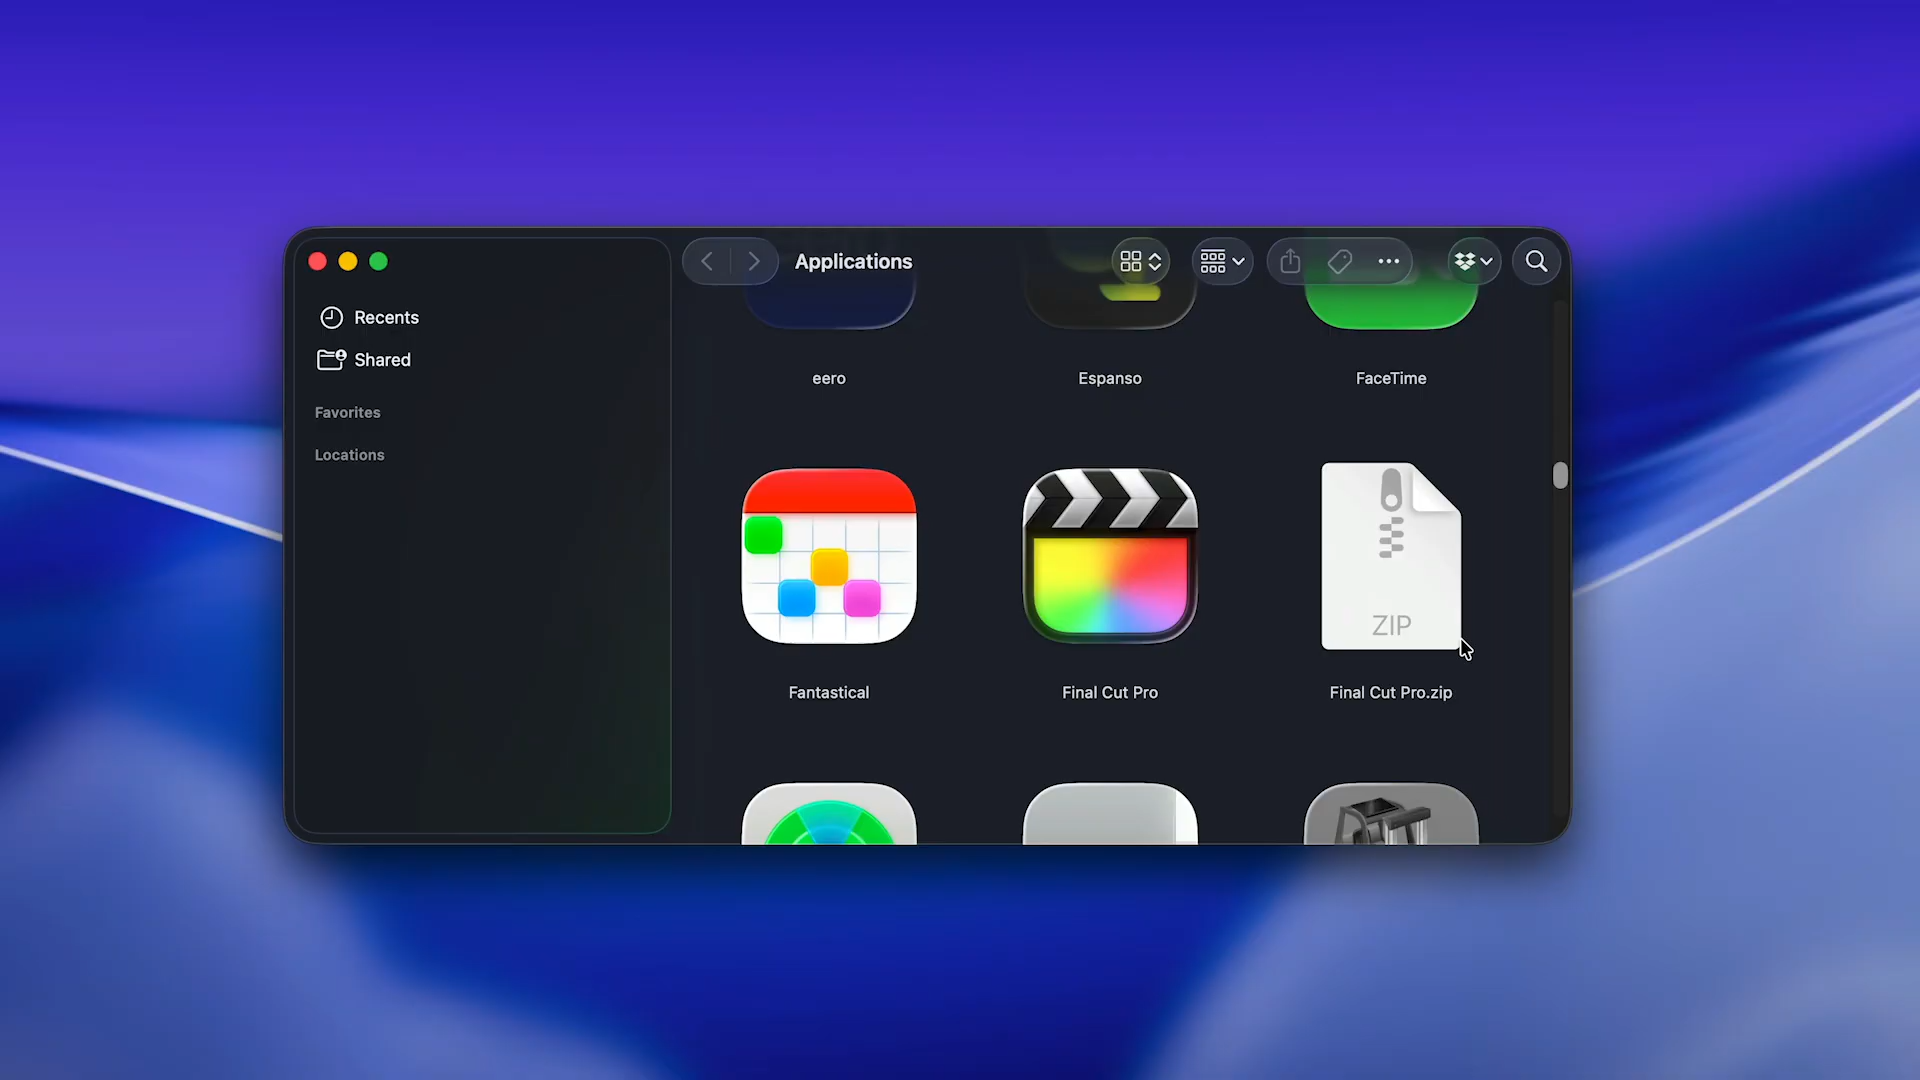 Applications
Recents
Shared
Favorites
Locations
eero
Espanso
FaceTime
ZIP
Fantastical
Final Cut Pro
Final Cut Pro.zip